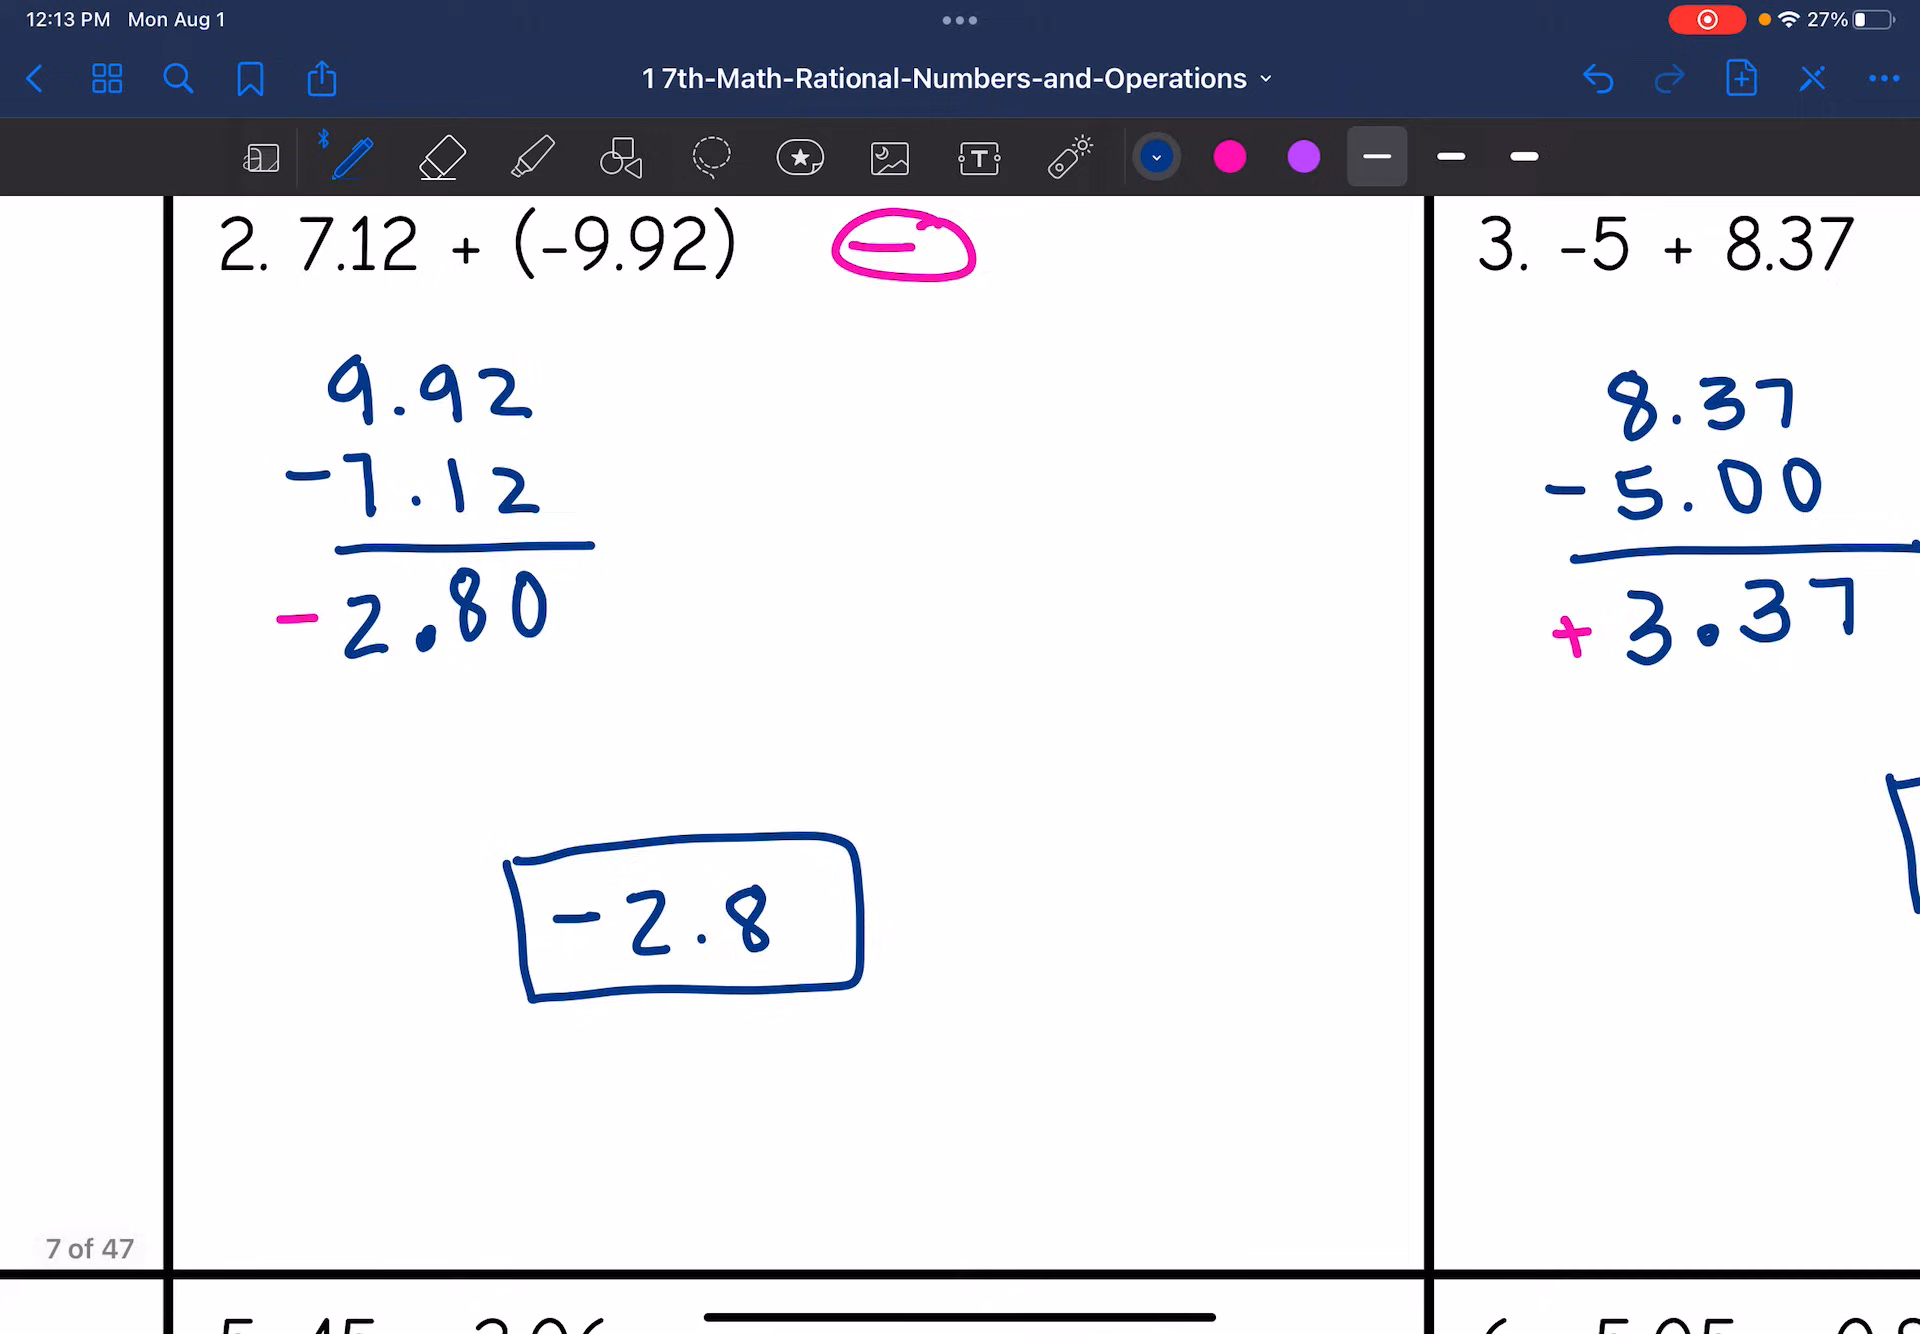 12:13 PM Mon Aug 1
27%
1 7th-Math-Rational-Numbers-and-Operations
T
2. 7.12 + (-9.92) -
9.92
-7.12
- 2.80
-2.8
3. -5 + 8.37
8.37
- 5.00
+ 3.37
7 of 47